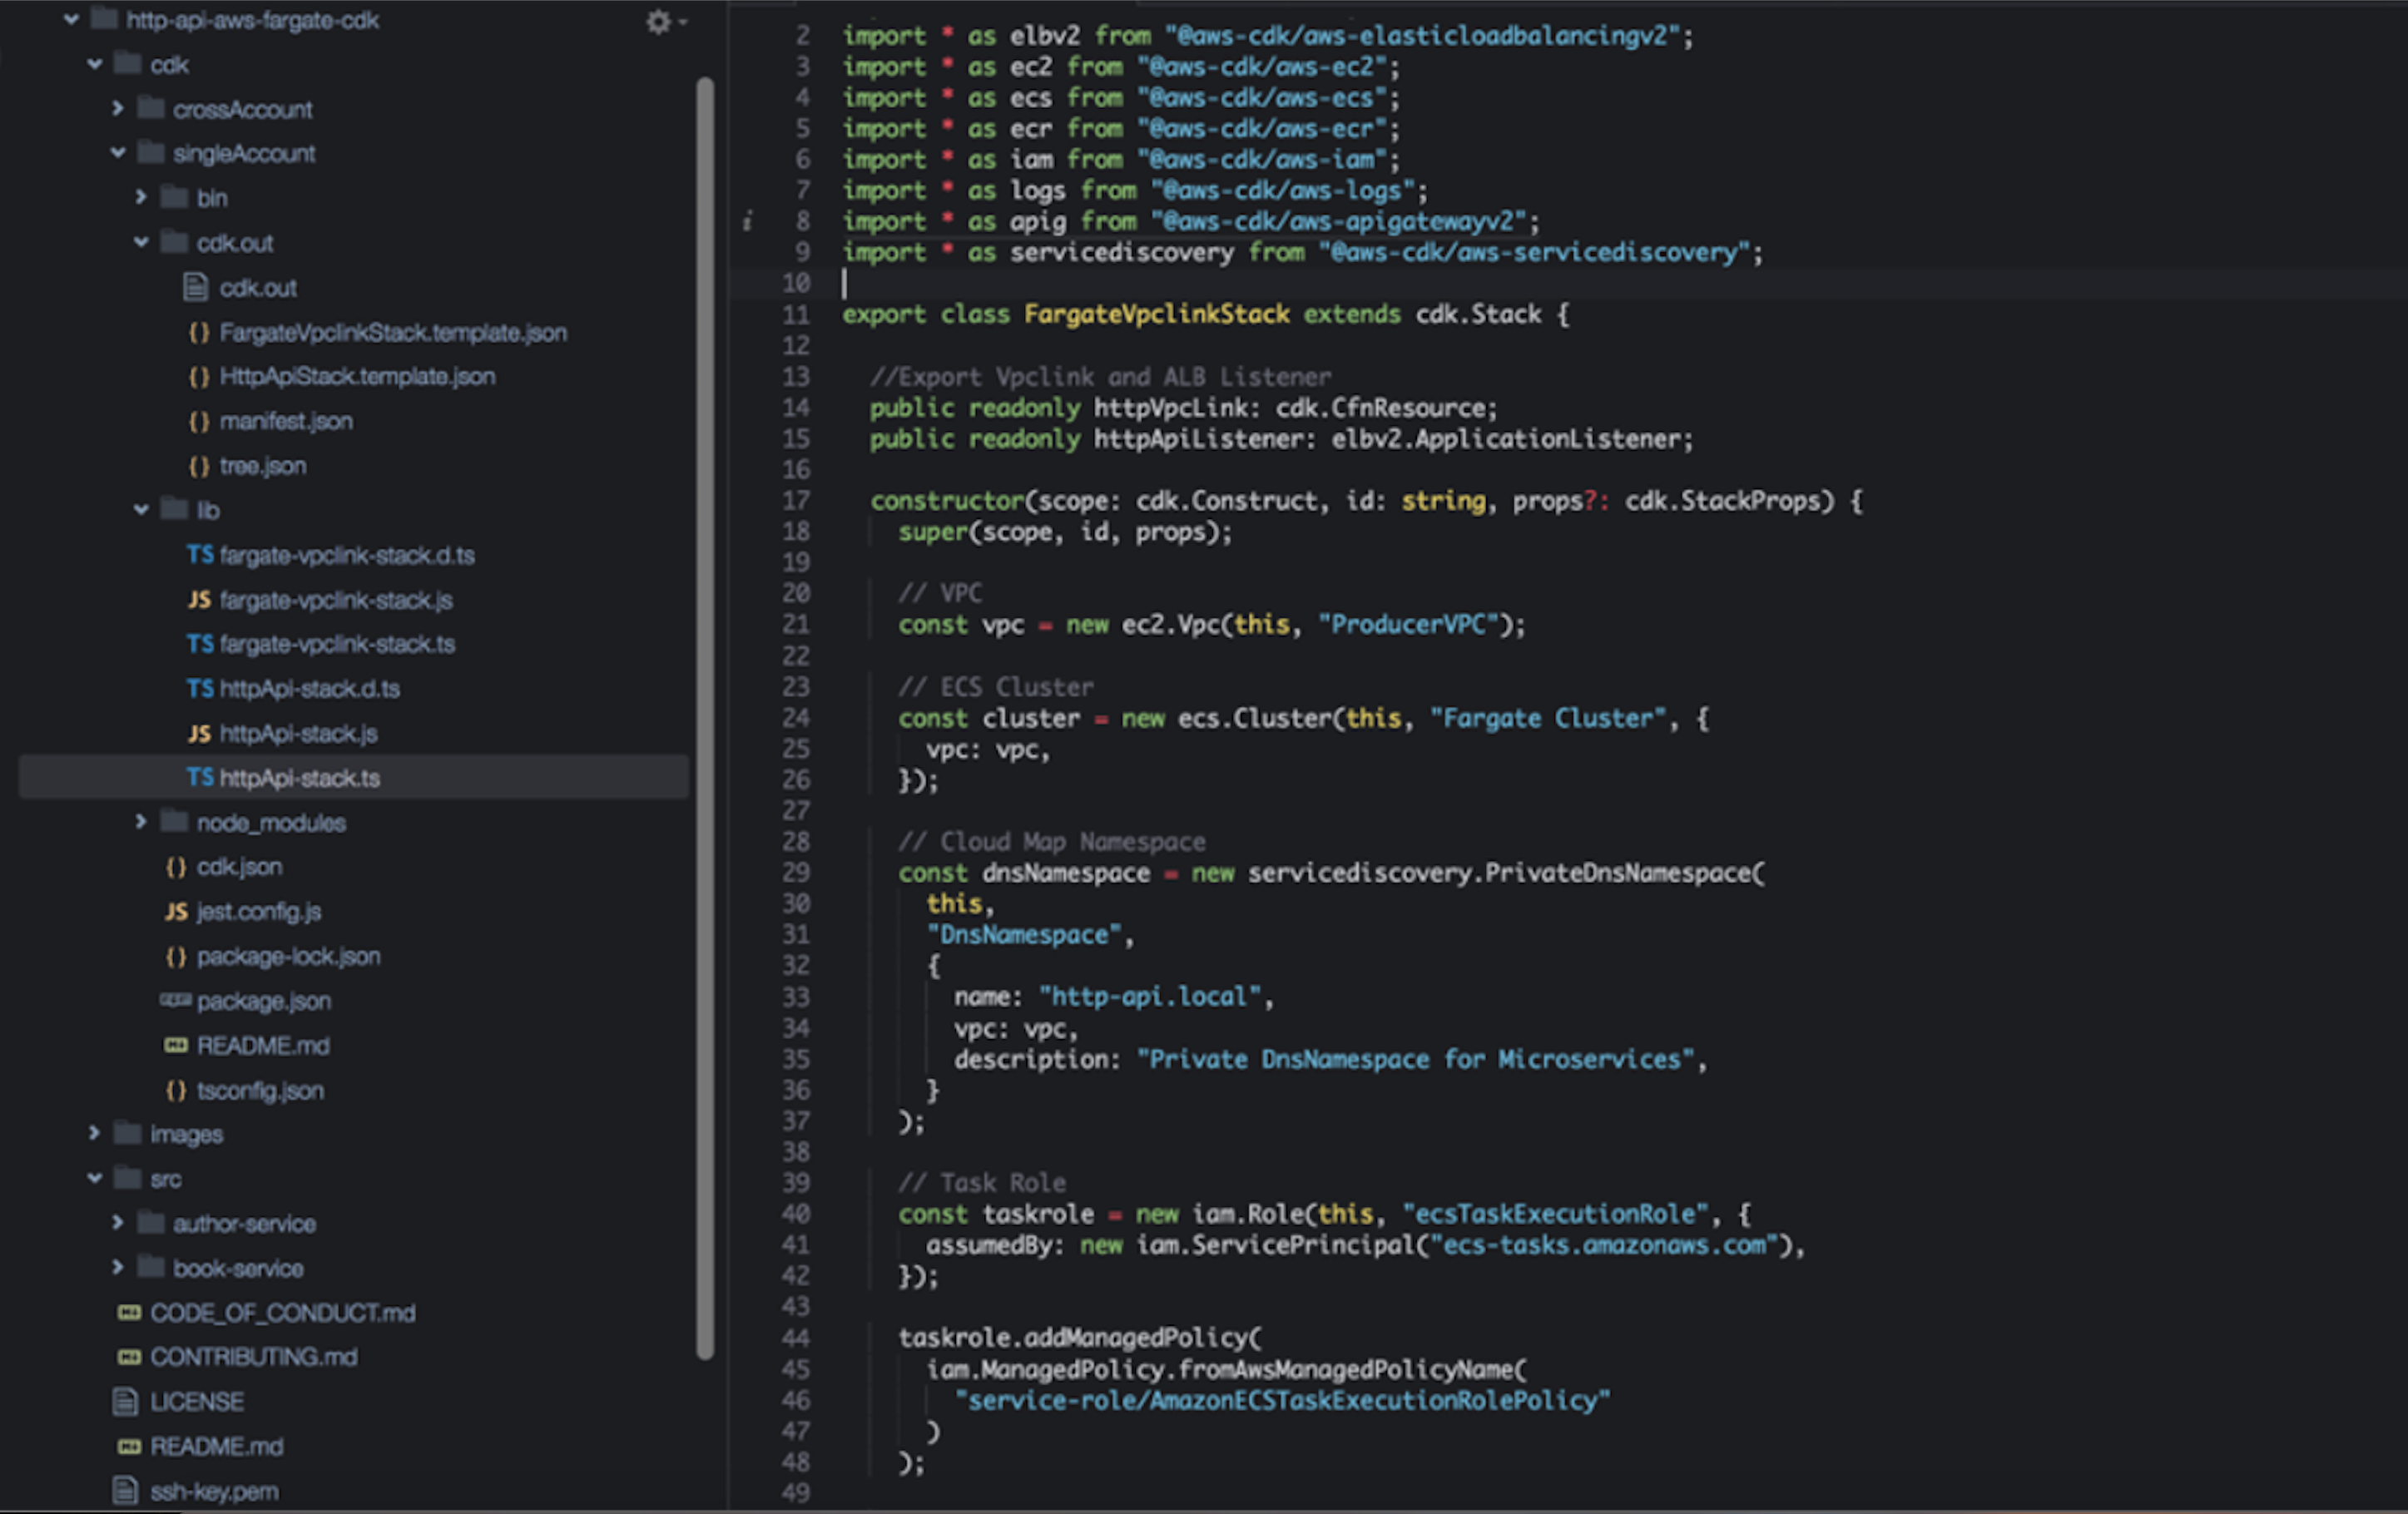 http-api-aws-fargate-cdk
cdk
crossAccount
singleAccount
bin
cdk.out
cdk.out
{} FargateVpclinkStack.template.json
{} HttpApiStack.template.json
{} manifest.json
{} tree.json
lib
TS fargate-vpclink-stack.d.ts
JS fargate-vpclink-stack.js
TS fargate-vpclink-stack.ts
TS httpApi-stack.d.ts
JS httpApi-stack.js
TS httpApi-stack.ts
node_modules
{} cdk.json
JS jest.config.js
{} package-lock.json
package.json
README.md
{} tsconfig.json
images
src
author-service
book-service
CODE_OF_CONDUCT.md
CONTRIBUTING.md
LICENSE
README.md
ssh-key.pem
2 import * as elbv2 from "@aws-cdk/aws-elasticloadbalancingv2";
3 import * as ec2 from "@aws-cdk/aws-ec2";
4 import * as ecs from "@aws-cdk/aws-ecs";
5 import * as ecr from "@aws-cdk/aws-ecr";
6 import * as iam from "@aws-cdk/aws-iam";
7 import * as logs from "@aws-cdk/aws-logs";
i 8 import * as apig from "@aws-cdk/aws-apigatewayv2";
9 import * as servicediscovery from "@aws-cdk/aws-servicediscovery";
10
11 export class FargateVpclinkStack extends cdk.Stack {
12
13 //Export Vpclink and ALB Listener
14 public readonly httpVpcLink: cdk.CfnResource;
15 public readonly httpApiListener: elbv2.ApplicationListener;
16
17 constructor(scope: cdk.Construct, id: string, props?: cdk.StackProps) {
18 super(scope, id, props);
19
20 // VPC
21 const vpc = new ec2.Vpc(this, "ProducerVPC");
22
23 // ECS Cluster
24 const cluster = new ecs.Cluster(this, "Fargate Cluster", {
25 vpc: vpc,
26 });
27
28 // Cloud Map Namespace
29 const dnsNamespace = new servicediscovery.PrivateDnsNamespace(
30 this,
31 "DnsNamespace",
32 {
33 name: "http-api.local",
34 vpc: vpc,
35 description: "Private DnsNamespace for Microservices",
36 }
37 );
38
39 // Task Role
40 const taskrole = new iam.Role(this, "ecsTaskExecutionRole", {
41 assumedBy: new iam.ServicePrincipal("ecs-tasks.amazonaws.com"),
42 });
43
44 taskrole.addManagedPolicy(
45 iam.ManagedPolicy.fromAwsManagedPolicyName(
46 "service-role/AmazonECSTaskExecutionRolePolicy"
47 )
48 );
49